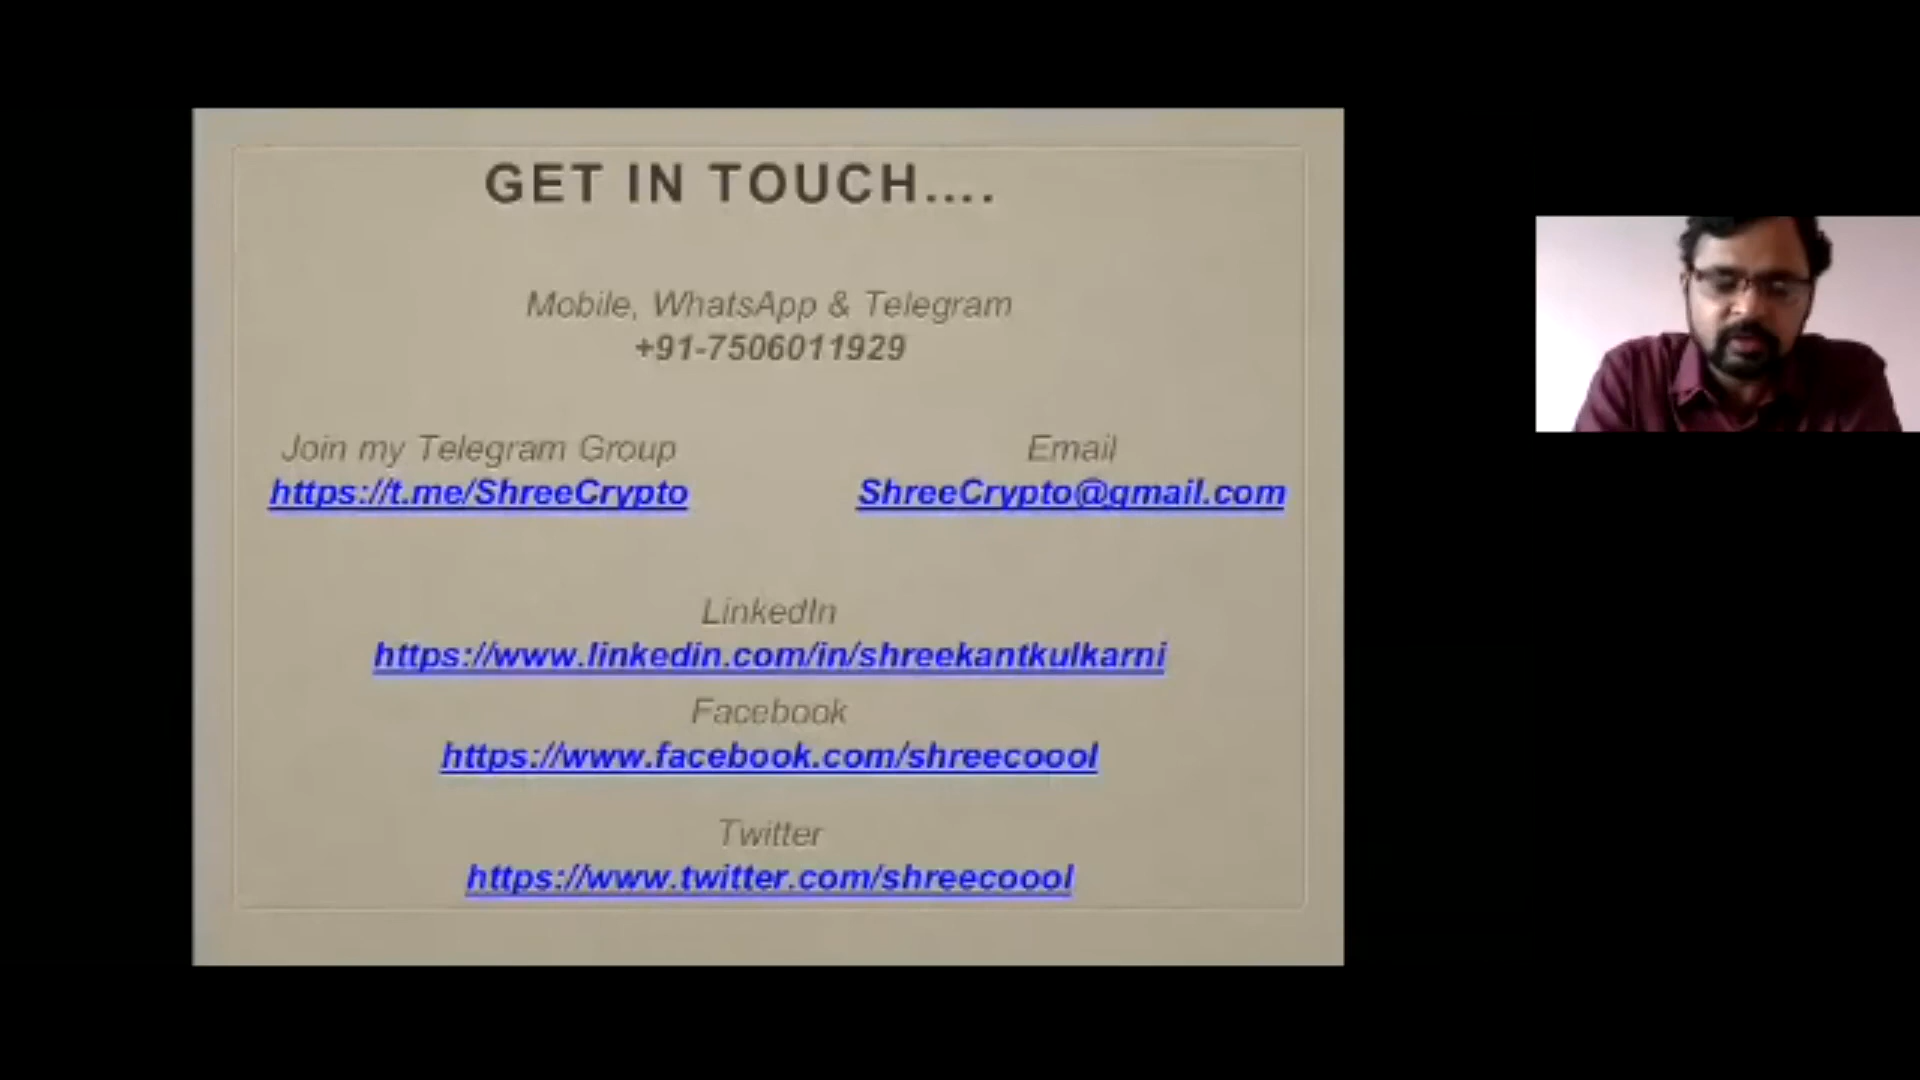 GET IN TOUCH....
Mobile, WhatsApp & Telegram
+91-7506011929
Join my Telegram Group
https://t.me/ShreeCrypto
Email
ShreeCrypto@gmail.com
LinkedIn
https://www.linkedin.com/in/shreekantkulkarni
Facebook
https://www.facebook.com/shreecoool
Twitter
https://www.twitter.com/shreecoool